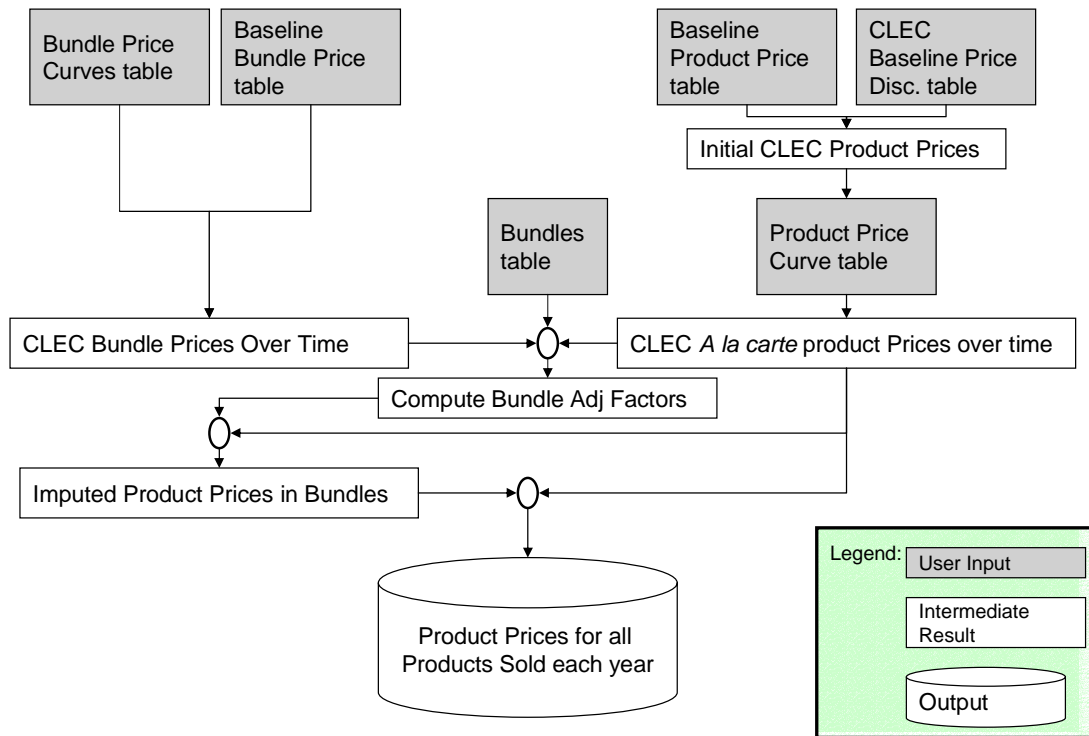 Bundle Price
Curves table
Baseline
Bundle Price
table
Baseline
Product Price
table
CLEC
Baseline Price
Disc. table
Initial CLEC Product Prices
Bundles
table
Product Price
Curve table
CLEC Bundle Prices Over Time
CLEC A la carte product Prices over time
Compute Bundle Adj Factors
Imputed Product Prices in Bundles
Product Prices for all
Products Sold each year
Legend:
User Input
Intermediate
Result
Output